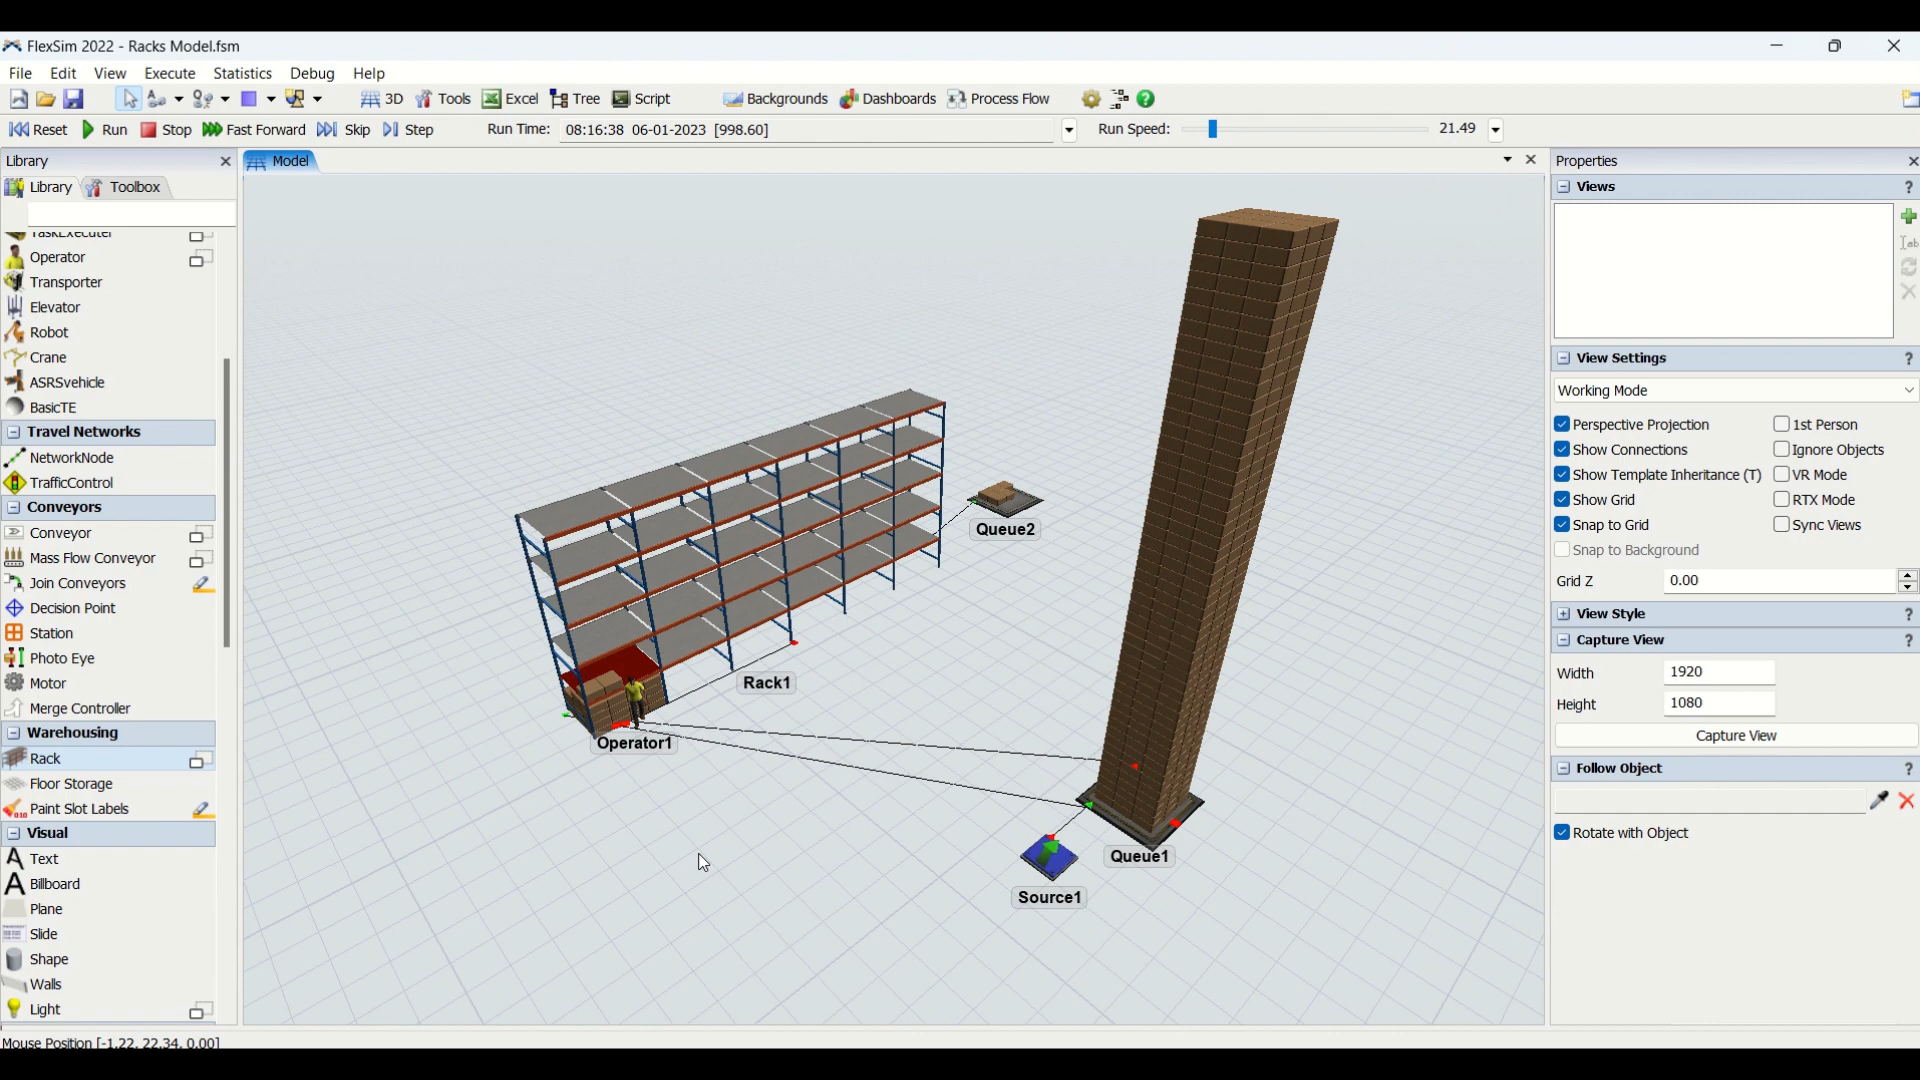 FlexSim 2022 - Racks Model.fsm
File Edit View Execute Statistics Debug Help
3D Tools Excel Tree Script Backgrounds Dashboards Process Flow
Reset Run Stop Fast Forward Skip Step Run Time: 08:16:38 06-01-2023 [998.60] Run Speed: 21.49
Library
Library Toolbox
TaskExecuter
Operator
Transporter
Elevator
Robot
Crane
ASRSvehicle
BasicTE
Travel Networks
NetworkNode
TrafficControl
Conveyors
Conveyor
Mass Flow Conveyor
Join Conveyors
Decision Point
Station
Photo Eye
Motor
Merge Controller
Warehousing
Rack
Floor Storage
Paint Slot Labels
Visual
Text
Billboard
Plane
Slide
Shape
Walls
Light
Mouse Position [-1.22, 22.34, 0.00]
Model
Queue2
Rack1
Operator1
Queue1
Source1
Properties
Views
View Settings
Working Mode
Perspective Projection 1st Person
Show Connections Ignore Objects
Show Template Inheritance (T) VR Mode
Show Grid RTX Mode
Snap to Grid Sync Views
Snap to Background
Grid Z 0.00
View Style
Capture View
Width 1920
Height 1080
Capture View
Follow Object
Rotate with Object